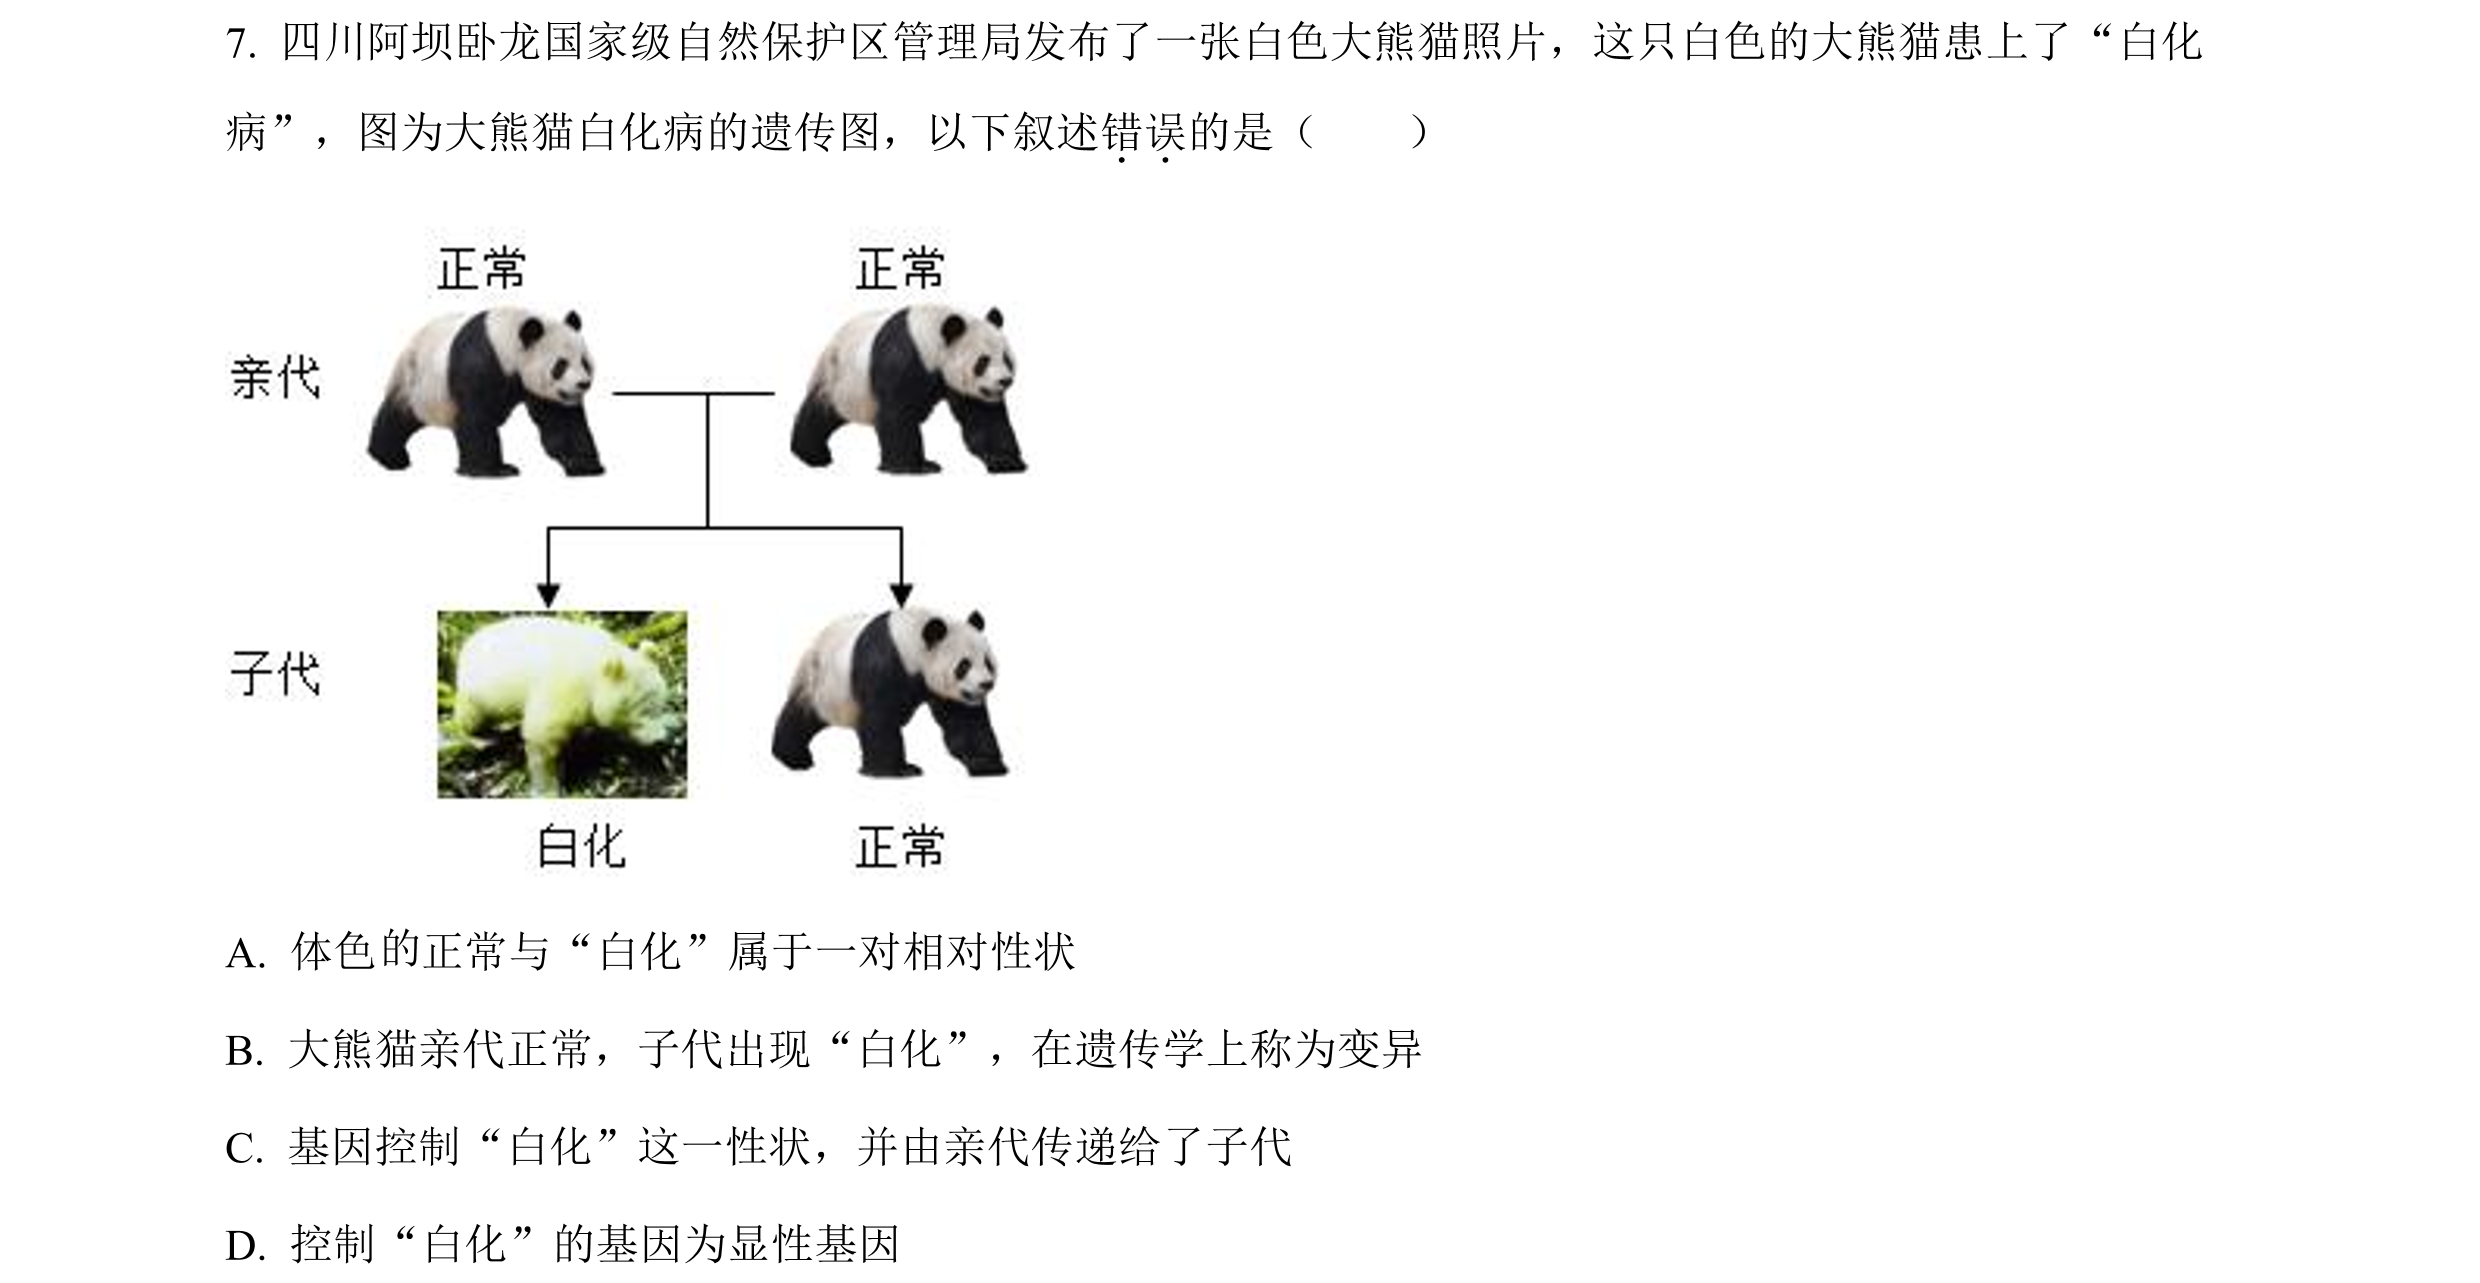 7. 四川阿坝卧龙国家级自然保护区管理局发布了一张白色大熊猫照片，这只白色的大熊猫患上了“白化
病”，图为大熊猫白化病的遗传图，以下叙述错误的是（　　）
正常 正常
亲代
子代
白化 正常
A. 体色的正常与“白化”属于一对相对性状
B. 大熊猫亲代正常，子代出现“白化”，在遗传学上称为变异
C. 基因控制“白化”这一性状，并由亲代传递给了子代
D. 控制“白化”的基因为显性基因